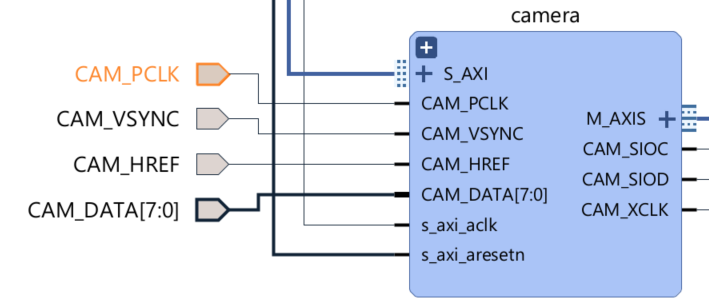 camera
CAM_PCLK
CAM_VSYNC
CAM_HREF
CAM_DATA[7:0]
S_AXI
CAM_PCLK
CAM_VSYNC
CAM_HREF
CAM_DATA[7:0]
s_axi_aclk
s_axi_aresetn
M_AXIS
CAM_SIOC
CAM_SIOD
CAM_XCLK